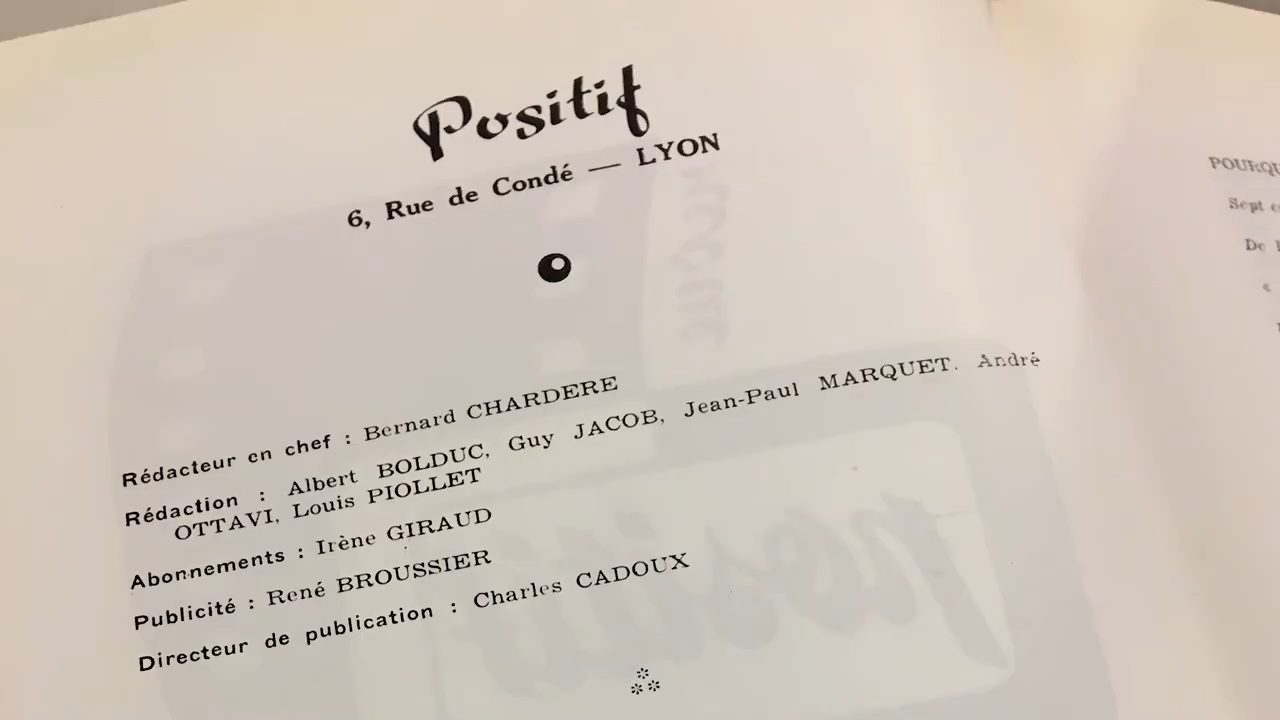 Positif
6, Rue de Condé — LYON
Rédacteur en chef : Bernard CHARDERE
Rédaction : Albert BOLDUC, Guy JACOB, Jean-Paul MARQUET. André
OTTAVI, Louis PIOLLET
Abonnements : Irène GIRAUD
Publicité : René BROUSSIER
Directeur de publication : Charles CADOUX
Sept
De